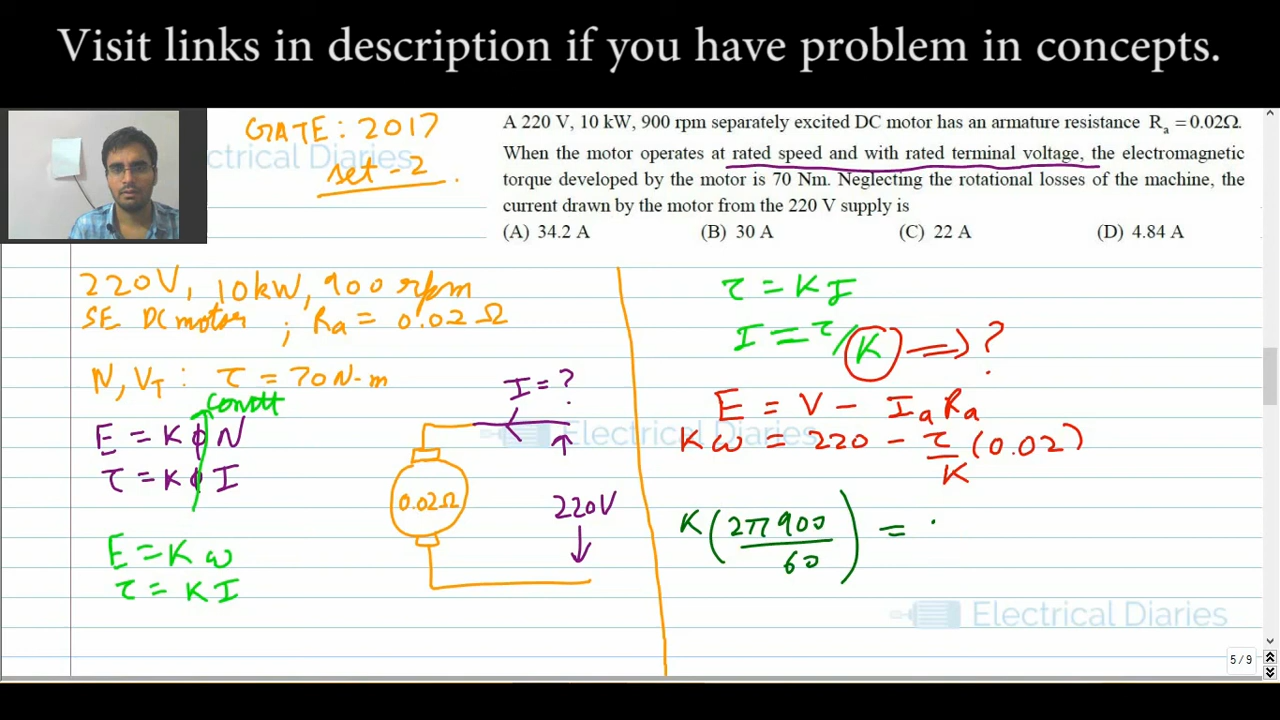 Visit links in description if you have problem in concepts.
GATE: 2017
set-2
ctrical Diaries
A 220 V, 10 kW, 900 rpm separately excited DC motor has an armature resistance Rₐ = 0.02Ω.
When the motor operates at rated speed and with rated terminal voltage, the electromagnetic
torque developed by the motor is 70 Nm. Neglecting the rotational losses of the machine, the
current drawn by the motor from the 220 V supply is
(A) 34.2 A (B) 30 A (C) 22 A (D) 4.84 A
220V, 10kW, 900 rpm
SE DC motor ; Ra = 0.02 Ω
N, VT : τ = 70 N-m
constt
E = KϕN
τ = KϕI
E = Kω
τ = KI
I = ?
Electrical Diaries
0.02Ω
220V
τ = KI
I = τ/K ⇒ ?
E = V - IaRa
Kω = 220 - τ/K (0.02)
K(2π900/60) =
Electrical Diaries
5/9